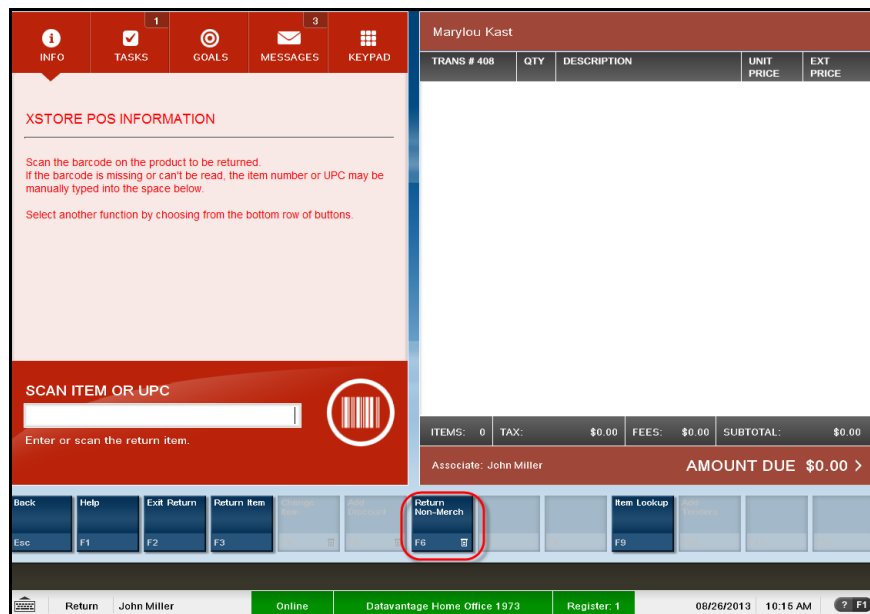 1
3
INFO
TASKS
GOALS
MESSAGES
KEYPAD
XSTORE POS INFORMATION
Scan the barcode on the product to be returned.
If the barcode is missing or can't be read, the item number or UPC may be
manually typed into the space below.
Select another function by choosing from the bottom row of buttons.
SCAN ITEM OR UPC
Enter or scan the return item.
Marylou Kast
TRANS # 408 QTY DESCRIPTION UNIT PRICE EXT PRICE
ITEMS: 0 TAX: $0.00 FEES: $0.00 SUBTOTAL: $0.00
Associate: John Miller AMOUNT DUE $0.00 >
Back Help Exit Return Return Item Change Item Add Discount Return Non-Merch Item Lookup Add Tenders
Esc F1 F2 F3 F6 F9
Return John Miller Online Datavantage Home Office 1973 Register: 1 08/26/2013 10:15 AM ? F1